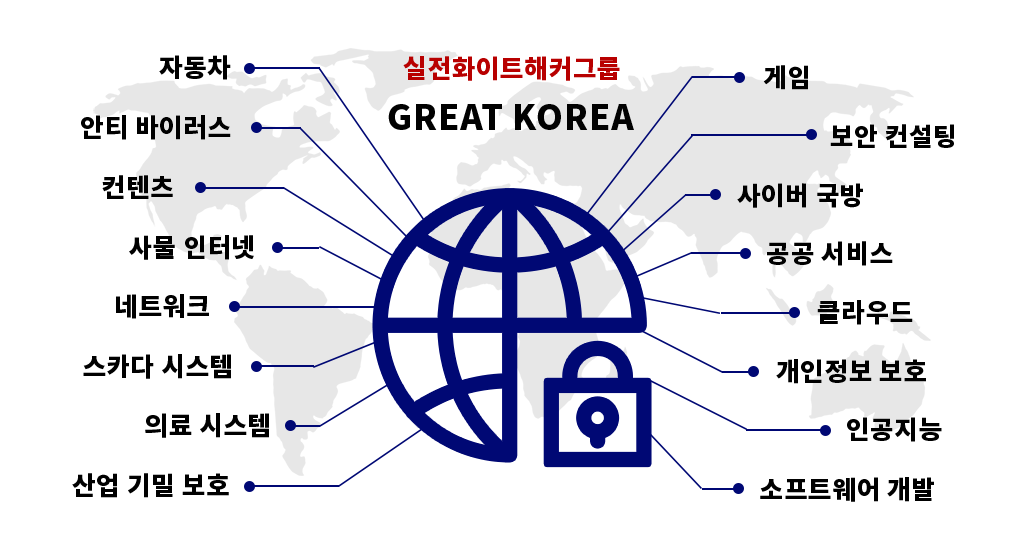 실전화이트해커그룹
GREAT KOREA
자동차
안티 바이러스
컨텐츠
사물 인터넷
네트워크
스카다 시스템
의료 시스템
산업 기밀 보호
게임
보안 컨설팅
사이버 국방
공공 서비스
클라우드
개인정보 보호
인공지능
소프트웨어 개발